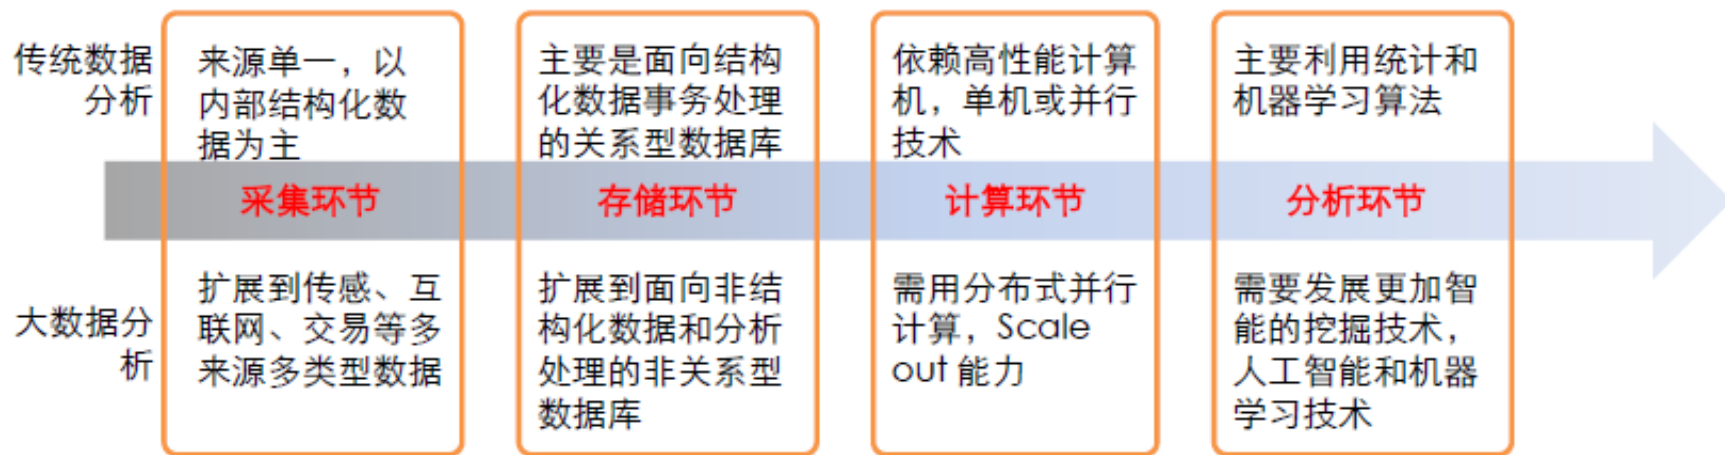 传统数据
分析
来源单一，以
内部结构化数
据为主
主要是面向结构
化数据事务处理
的关系型数据库
依赖高性能计算
机，单机或并行
技术
主要利用统计和
机器学习算法
采集环节
存储环节
计算环节
分析环节
大数据分
析
扩展到传感、互
联网、交易等多
来源多类型数据
扩展到面向非结
构化数据和分析
处理的非关系型
数据库
需用分布式并行
计算，Scale
out 能力
需要发展更加智
能的挖掘技术，
人工智能和机器
学习技术